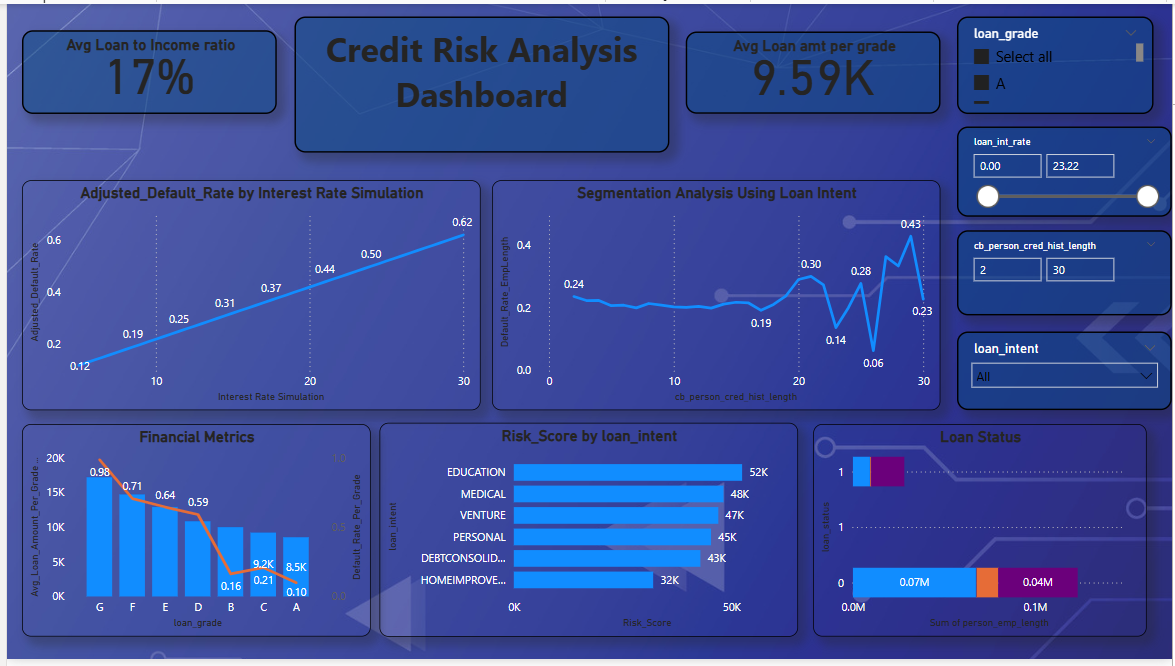 Avg Loan to Income ratio
17%
Credit Risk Analysis
Dashboard
Avg Loan amt per grade
9.59K
loan_grade
Select all
A
loan_int_rate
0.00
23.22
cb_person_cred_hist_length
2
30
loan_intent
All
Adjusted_Default_Rate by Interest Rate Simulation
Adjusted_Default_Rate
0.6
0.4
0.2
0.12
0.19
0.25
0.31
0.37
0.44
0.50
0.62
10
20
30
Interest Rate Simulation
Segmentation Analysis Using Loan Intent
Default_Rate_EmpLength
0.4
0.2
0.0
0.24
0.19
0.30
0.14
0.28
0.06
0.43
0.23
0
10
20
30
cb_person_cred_hist_length
Financial Metrics
Avg_Loan_Amount_Per_Grade ...
20K
15K
10K
5K
0K
0.98
0.71
0.64
0.59
0.16
9.2K
0.21
8.5K
0.10
1.0
0.5
0.0
Default_Rate_Per_Grade
G F E D B C A
loan_grade
Risk_Score by loan_intent
loan_intent
EDUCATION 52K
MEDICAL 48K
VENTURE 47K
PERSONAL 45K
DEBTCONSOLID... 43K
HOMEIMPROVE... 32K
0K
50K
Risk_Score
Loan Status
loan_status
1
1
0
0.07M
0.04M
0.0M
0.1M
Sum of person_emp_length